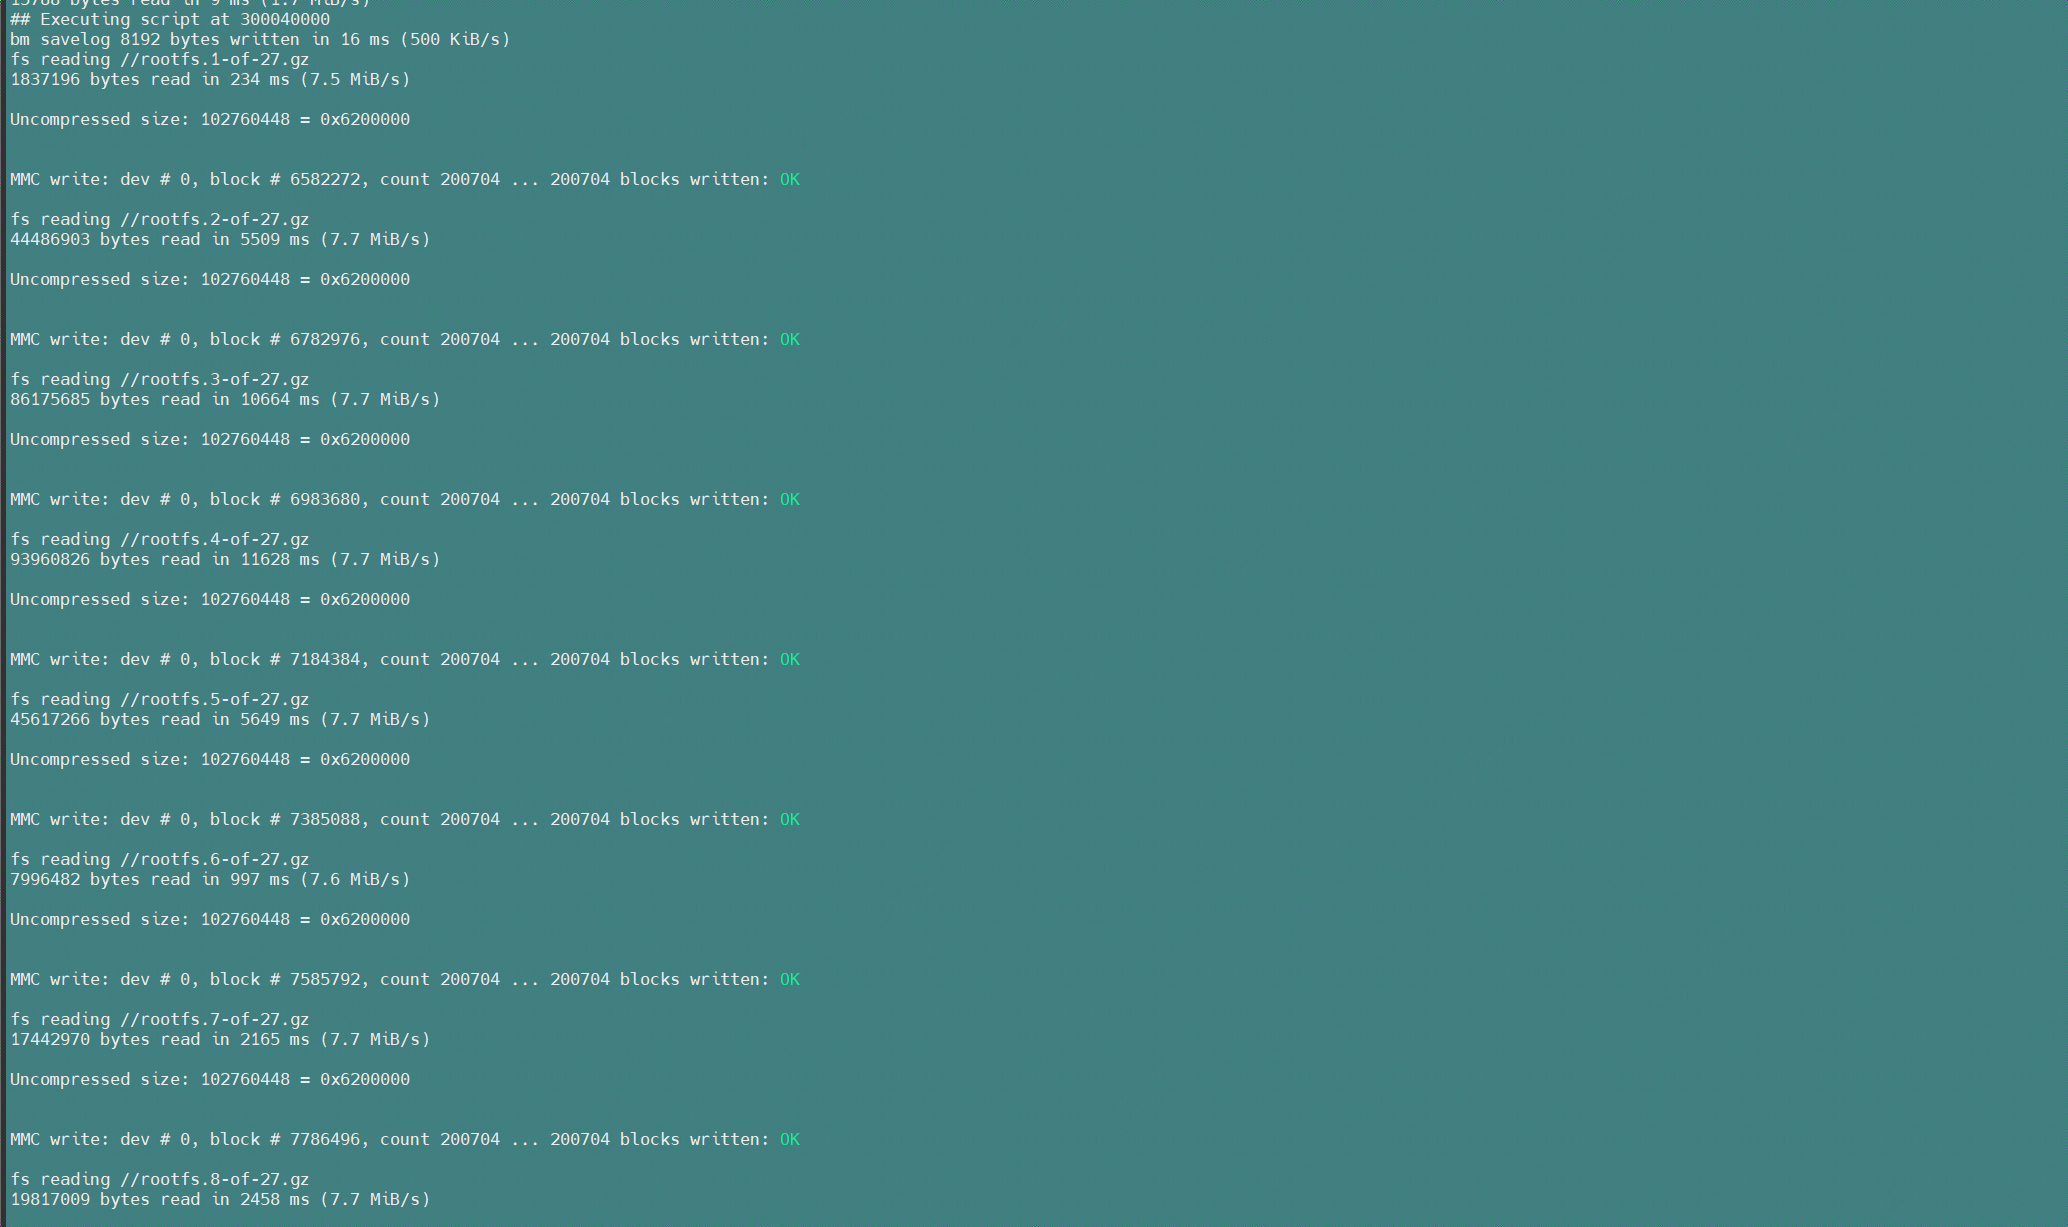 15788 bytes read in 9 ms (1.7 MiB/s)
## Executing script at 300040000
bm savelog 8192 bytes written in 16 ms (500 KiB/s)
fs reading //rootfs.1-of-27.gz
1837196 bytes read in 234 ms (7.5 MiB/s)
Uncompressed size: 102760448 = 0x6200000
MMC write: dev # 0, block # 6582272, count 200704 ... 200704 blocks written: OK
fs reading //rootfs.2-of-27.gz
44486903 bytes read in 5509 ms (7.7 MiB/s)
Uncompressed size: 102760448 = 0x6200000
MMC write: dev # 0, block # 6782976, count 200704 ... 200704 blocks written: OK
fs reading //rootfs.3-of-27.gz
86175685 bytes read in 10664 ms (7.7 MiB/s)
Uncompressed size: 102760448 = 0x6200000
MMC write: dev # 0, block # 6983680, count 200704 ... 200704 blocks written: OK
fs reading //rootfs.4-of-27.gz
93960826 bytes read in 11628 ms (7.7 MiB/s)
Uncompressed size: 102760448 = 0x6200000
MMC write: dev # 0, block # 7184384, count 200704 ... 200704 blocks written: OK
fs reading //rootfs.5-of-27.gz
45617266 bytes read in 5649 ms (7.7 MiB/s)
Uncompressed size: 102760448 = 0x6200000
MMC write: dev # 0, block # 7385088, count 200704 ... 200704 blocks written: OK
fs reading //rootfs.6-of-27.gz
7996482 bytes read in 997 ms (7.6 MiB/s)
Uncompressed size: 102760448 = 0x6200000
MMC write: dev # 0, block # 7585792, count 200704 ... 200704 blocks written: OK
fs reading //rootfs.7-of-27.gz
17442970 bytes read in 2165 ms (7.7 MiB/s)
Uncompressed size: 102760448 = 0x6200000
MMC write: dev # 0, block # 7786496, count 200704 ... 200704 blocks written: OK
fs reading //rootfs.8-of-27.gz
19817009 bytes read in 2458 ms (7.7 MiB/s)